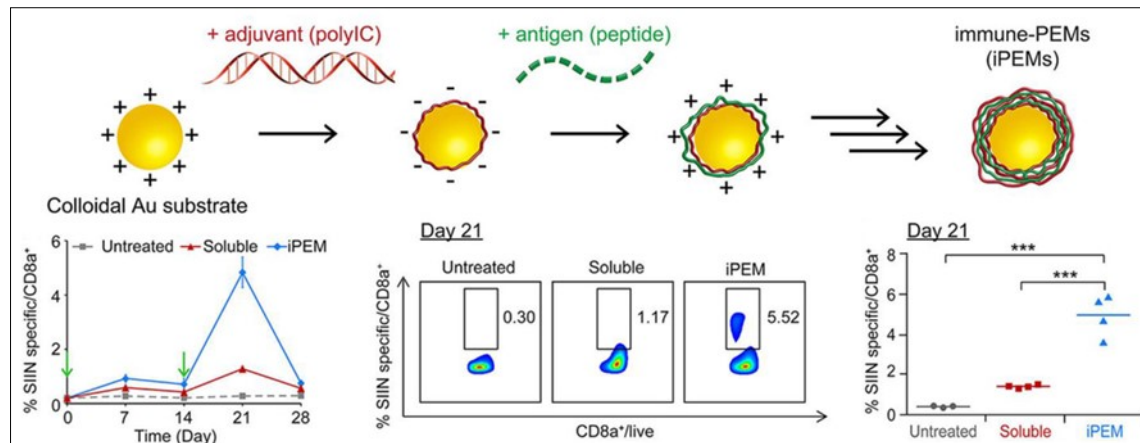 + adjuvant (polyIC)
+ antigen (peptide)
immune-PEMs
(iPEMs)
+ + + + + + + +
- - - - - - - -
+ + + + + + + +
Colloidal Au substrate
Untreated Soluble iPEM
% SIIN specific/CD8a⁺
6
4
2
0
0 7 14 21 28
Time (Day)
Day 21
Untreated Soluble iPEM
% SIIN specific/CD8a⁺
0.30 1.17 5.52
CD8a⁺/live
Day 21
% SIIN specific/CD8a⁺
8
6
4
2
0
***
***
Untreated Soluble iPEM